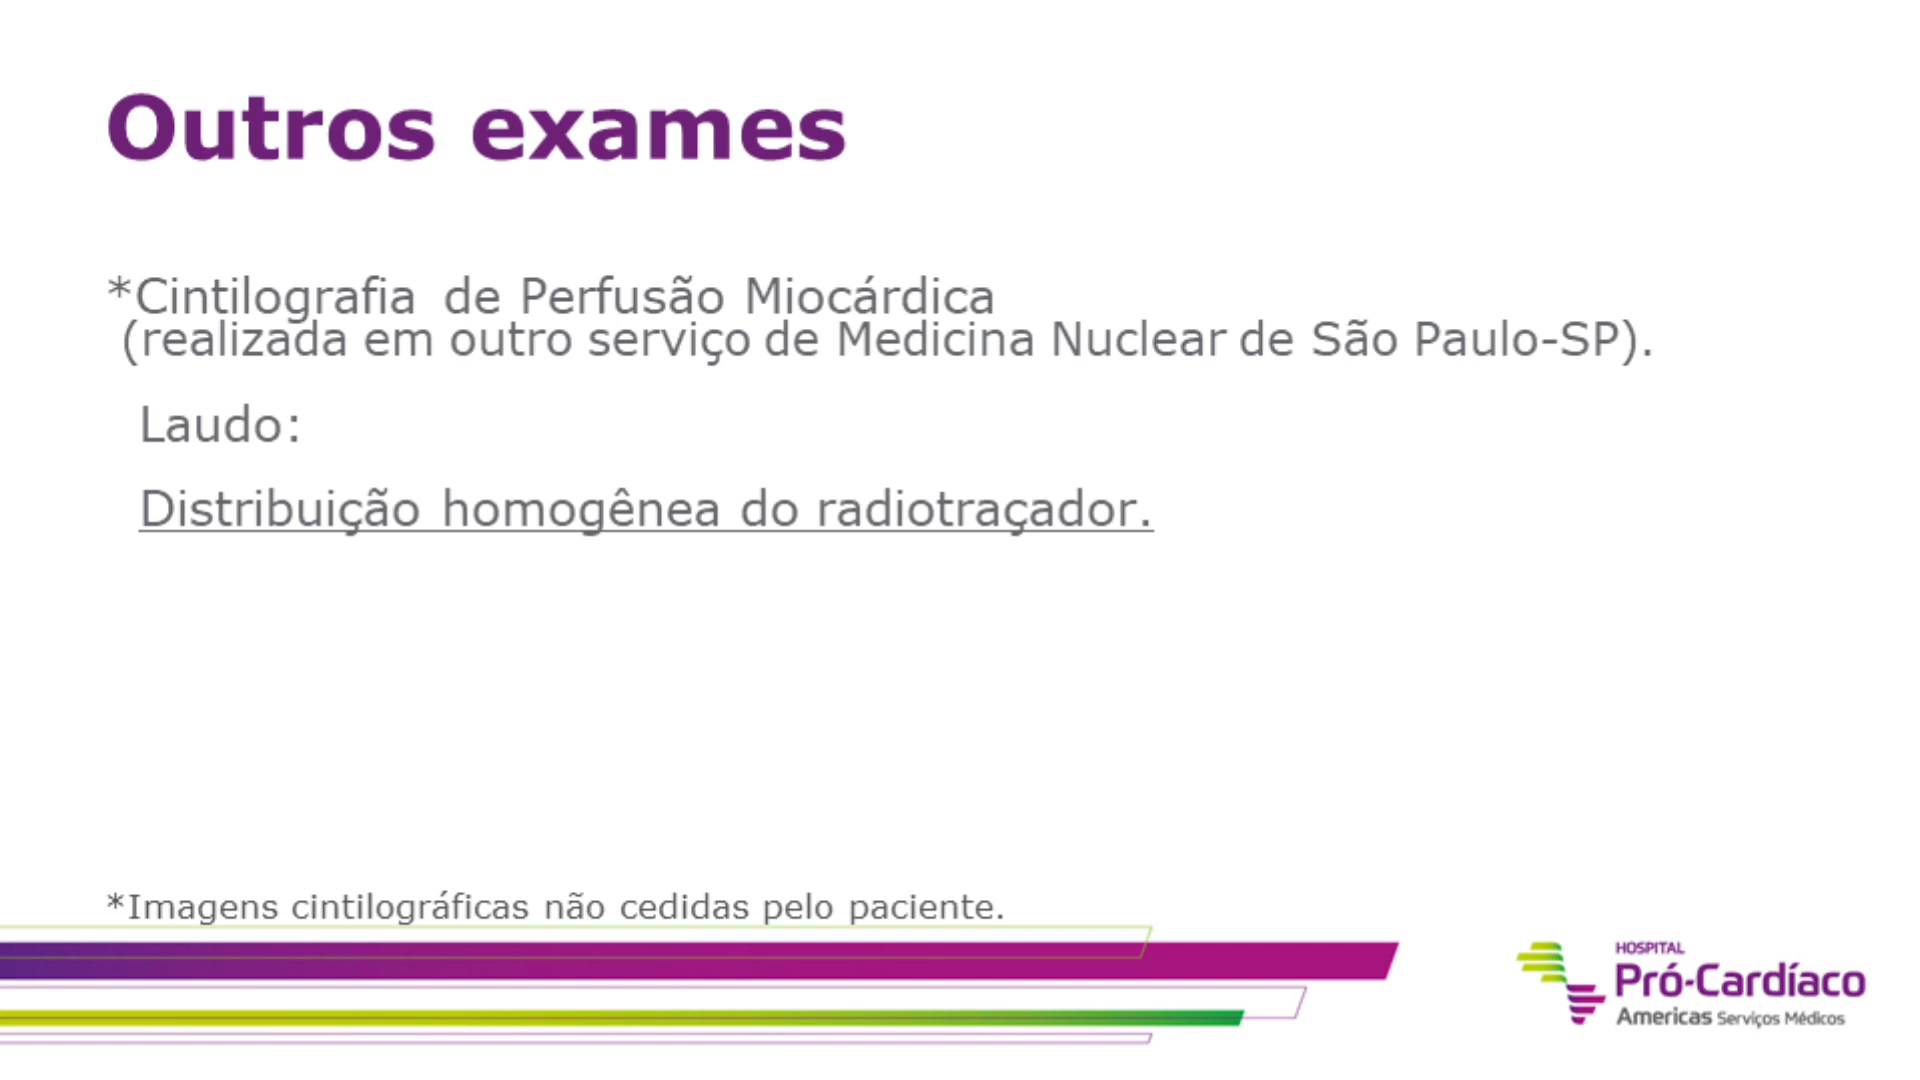 Outros exames
*Cintilografia de Perfusão Miocárdica
(realizada em outro serviço de Medicina Nuclear de São Paulo-SP).
Laudo:
Distribuição homogênea do radiotraçador.
*Imagens cintilográficas não cedidas pelo paciente.
HOSPITAL
Pró-Cardíaco
Americas Serviços Médicos